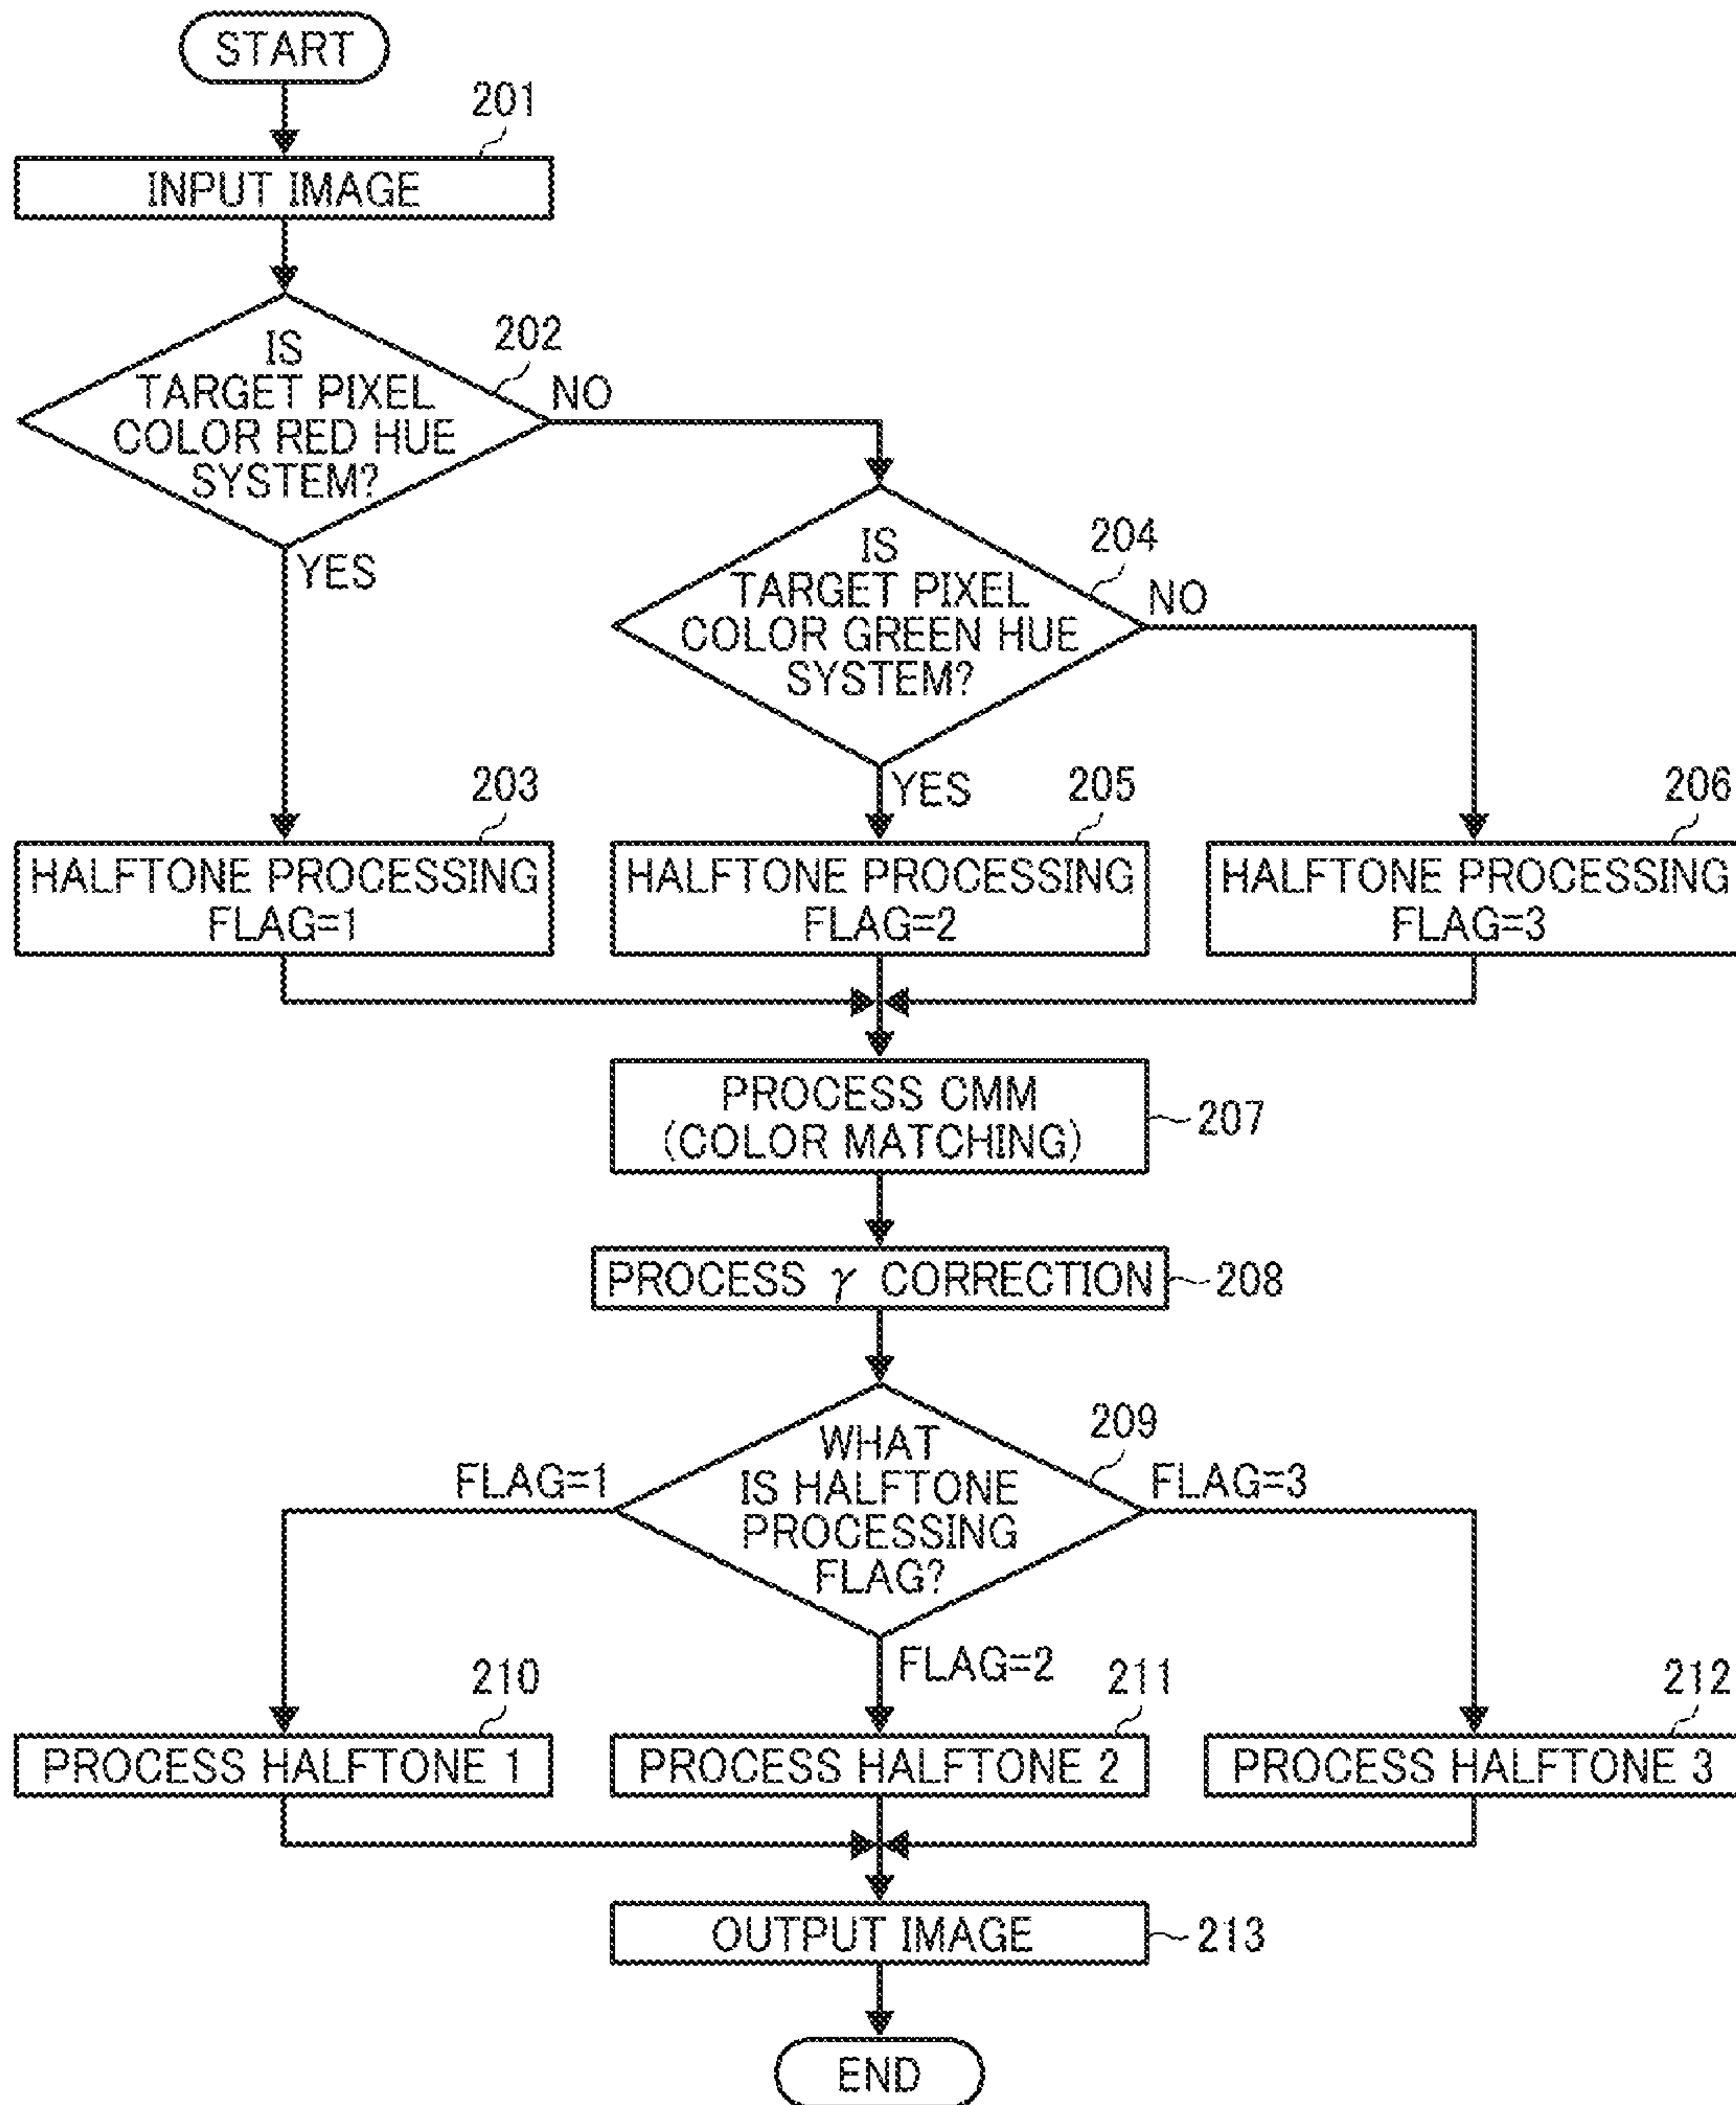 START
201
INPUT IMAGE
202
IS
TARGET PIXEL
COLOR RED HUE
SYSTEM?
NO
YES
204
IS
TARGET PIXEL
COLOR GREEN HUE
SYSTEM?
NO
YES
203
HALFTONE PROCESSING
FLAG=1
205
HALFTONE PROCESSING
FLAG=2
206
HALFTONE PROCESSING
FLAG=3
PROCESS CMM
(COLOR MATCHING)
207
PROCESS γ CORRECTION
208
209
WHAT
IS HALFTONE
PROCESSING
FLAG?
FLAG=1
FLAG=3
FLAG=2
210
PROCESS HALFTONE 1
211
PROCESS HALFTONE 2
212
PROCESS HALFTONE 3
OUTPUT IMAGE
213
END